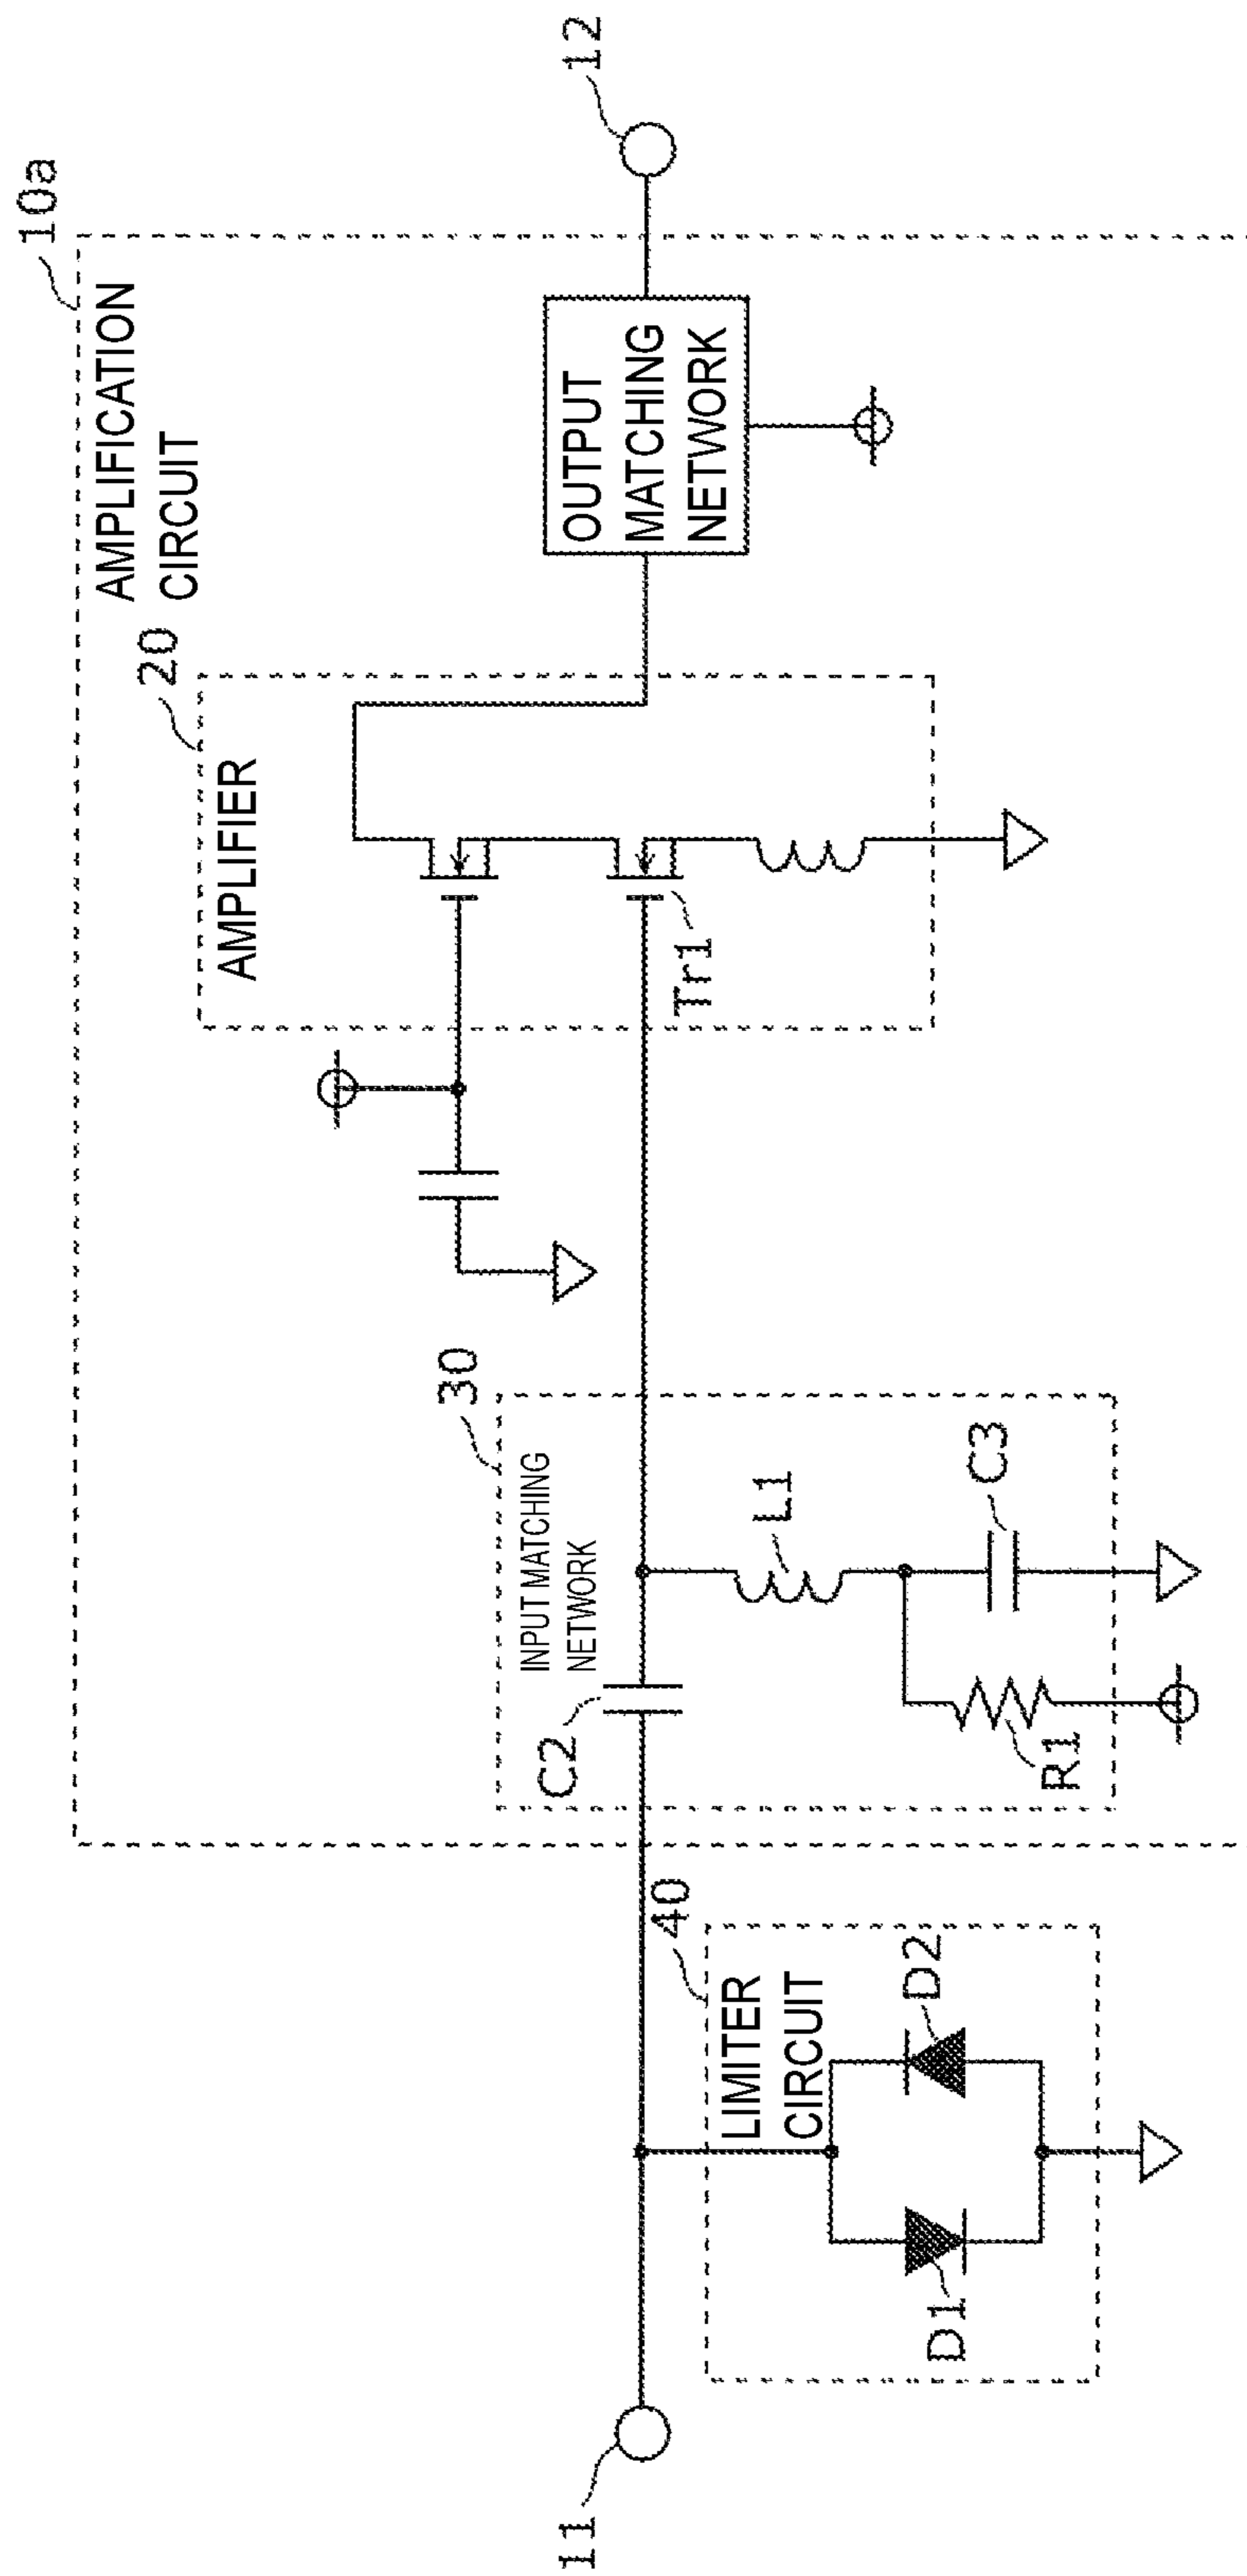 10a
AMPLIFICATION
CIRCUIT
20
AMPLIFIER
12
OUTPUT
MATCHING
NETWORK
Tr1
30
INPUT MATCHING
NETWORK
C2
L1
C3
R1
40
LIMITER
CIRCUIT
D1
D2
11